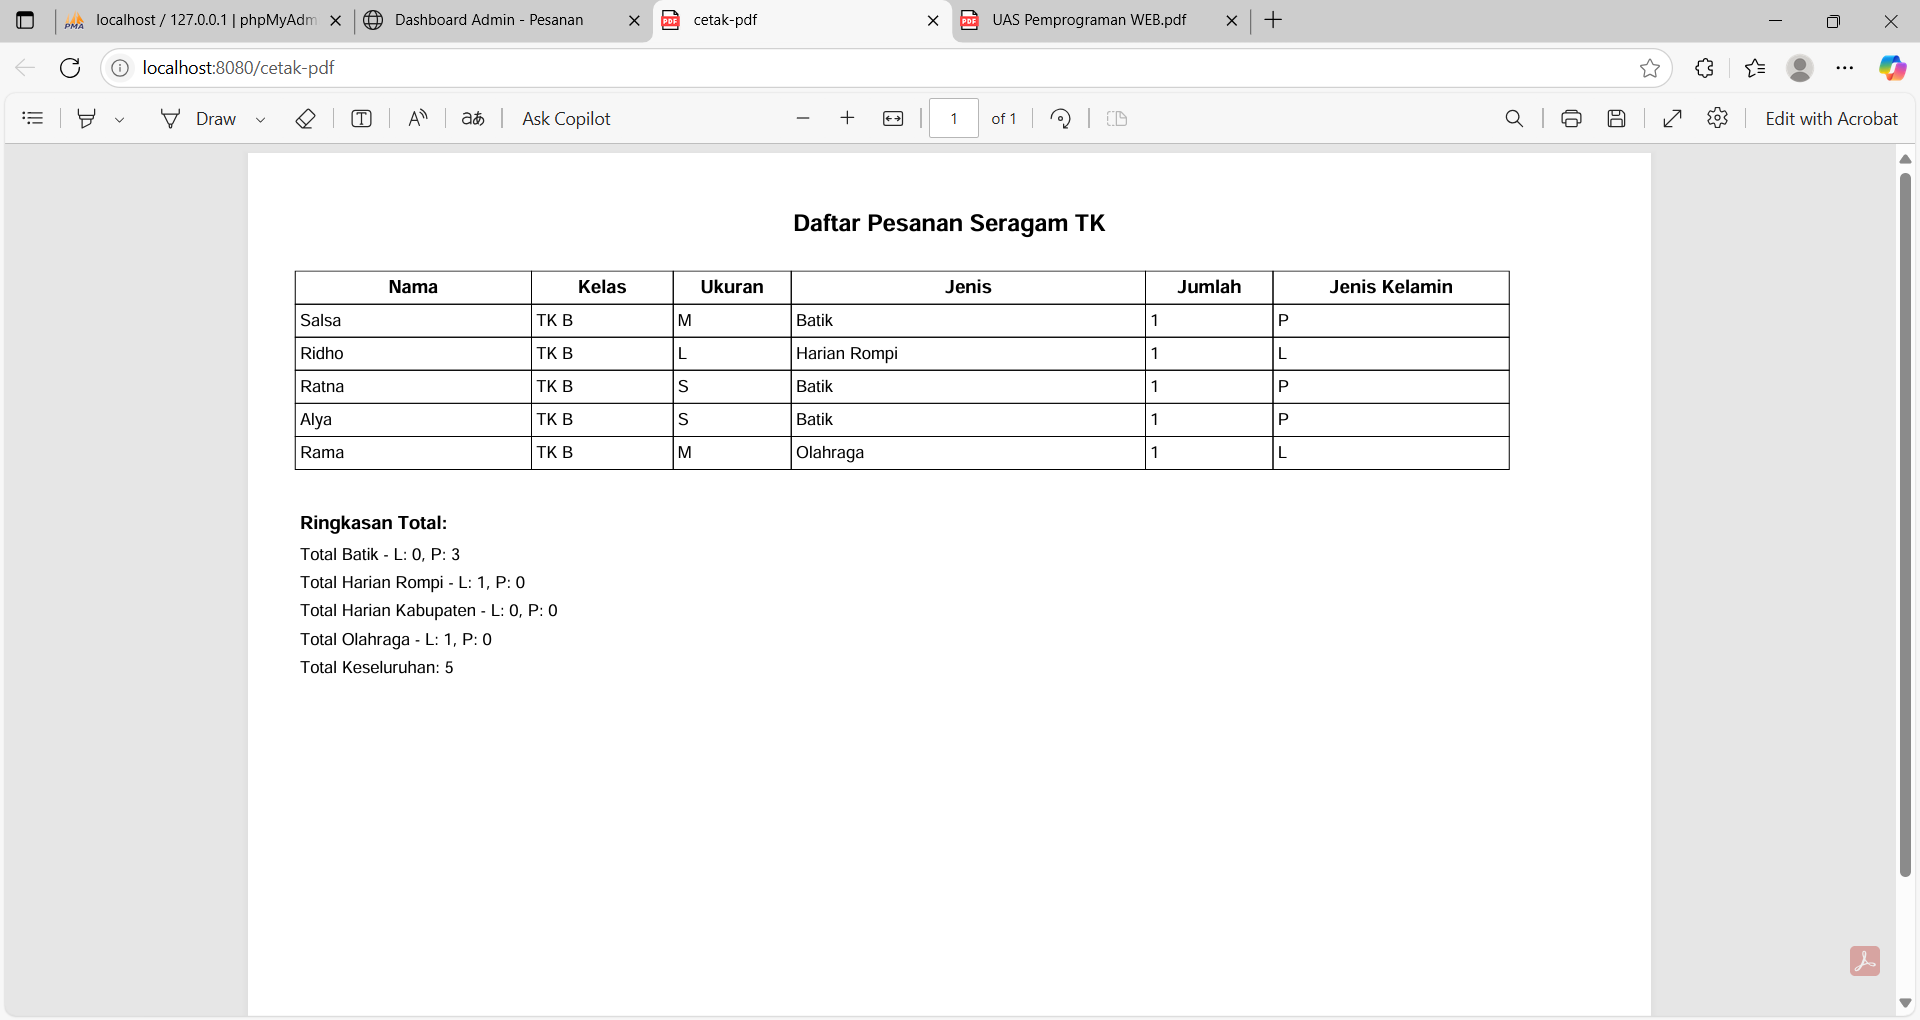 localhost / 127.0.0.1 | phpMyAdm
Dashboard Admin - Pesanan
cetak-pdf
UAS Pemprograman WEB.pdf
localhost:8080/cetak-pdf
Draw
Ask Copilot
1 of 1
Edit with Acrobat
Daftar Pesanan Seragam TK
Nama Kelas Ukuran Jenis Jumlah Jenis Kelamin
Salsa TK B M Batik 1 P
Ridho TK B L Harian Rompi 1 L
Ratna TK B S Batik 1 P
Alya TK B S Batik 1 P
Rama TK B M Olahraga 1 L
Ringkasan Total:
Total Batik - L: 0, P: 3
Total Harian Rompi - L: 1, P: 0
Total Harian Kabupaten - L: 0, P: 0
Total Olahraga - L: 1, P: 0
Total Keseluruhan: 5